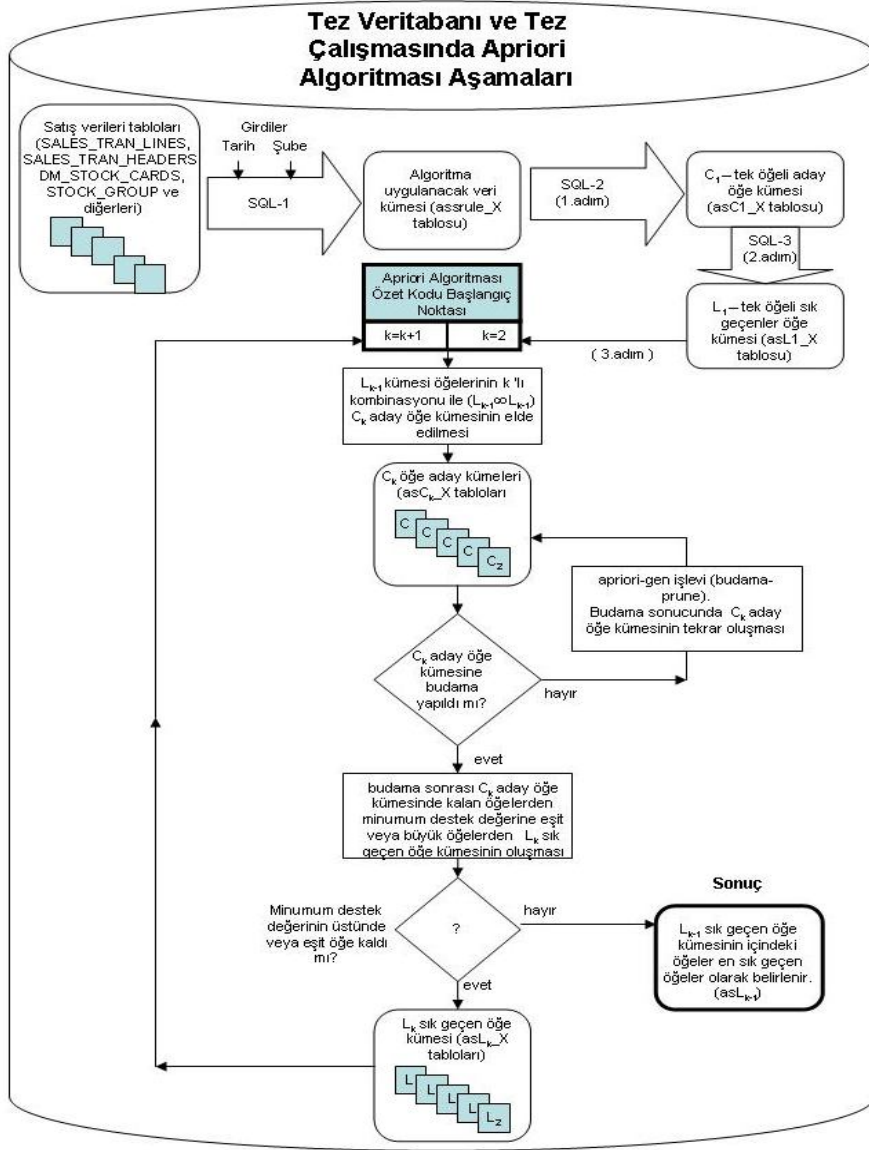 Tez Veritabanı ve Tez
Çalışmasında Apriori
Algoritması Aşamaları
Satış verileri tabloları
(SALES_TRAN_LINES,
SALES_TRAN_HEADERS
DM_STOCK_CARDS,
STOCK_GROUP ve
diğerleri)
Girdiler
Tarih Şube
SQL-1
Algoritma
uygulanacak veri
kümesi (assrule_X
tablosu)
SQL-2
(1.adım)
C1–tek öğeli aday
öğe kümesi
(asC1_X tablosu)
SQL-3
(2.adım)
L1–tek öğeli sık
geçenler öğe
kümesi (asL1_X
tablosu)
( 3.adım )
Apriori Algoritması
Özet Kodu Başlangıç
Noktası
k=k+1 k=2
Lk-1 kümesi öğelerinin k 'lı
kombinasyonu ile (Lk-1∞Lk-1)
Ck aday öğe kümesinin elde
edilmesi
Ck öğe aday kümeleri
(asCk_X tabloları
C
C
C
C
C2
apriori-gen işlevi (budama-
prune).
Budama sonucunda Ck aday
öğe kümesinin tekrar oluşması
Ck aday öğe
kümesine
budama
yapıldı mı?
hayır
evet
budama sonrası Ck aday öğe
kümesinde kalan öğelerden
minumum destek değerine eşit
veya büyük öğelerden Lk sık
geçen öğe kümesinin oluşması
Minumum destek
değerinin üstünde
veya eşit öğe kaldı
mı?
?
hayır
evet
Sonuç
Lk-1 sık geçen öğe
kümesinin içindeki
öğeler en sık geçen
öğeler olarak belirlenir.
(asLk-1)
Lk sık geçen öğe
kümesi (asLk_X
tabloları)
L
L
L
L
L2